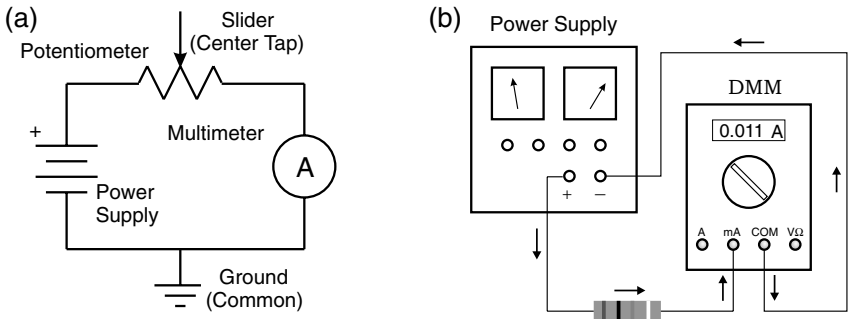 (a)
Slider
(Center Tap)
Potentiometer
Multimeter
+
A
Power
Supply
Ground
(Common)
(b)
Power Supply
DMM
0.011 A
+ −
A mA COM VΩ